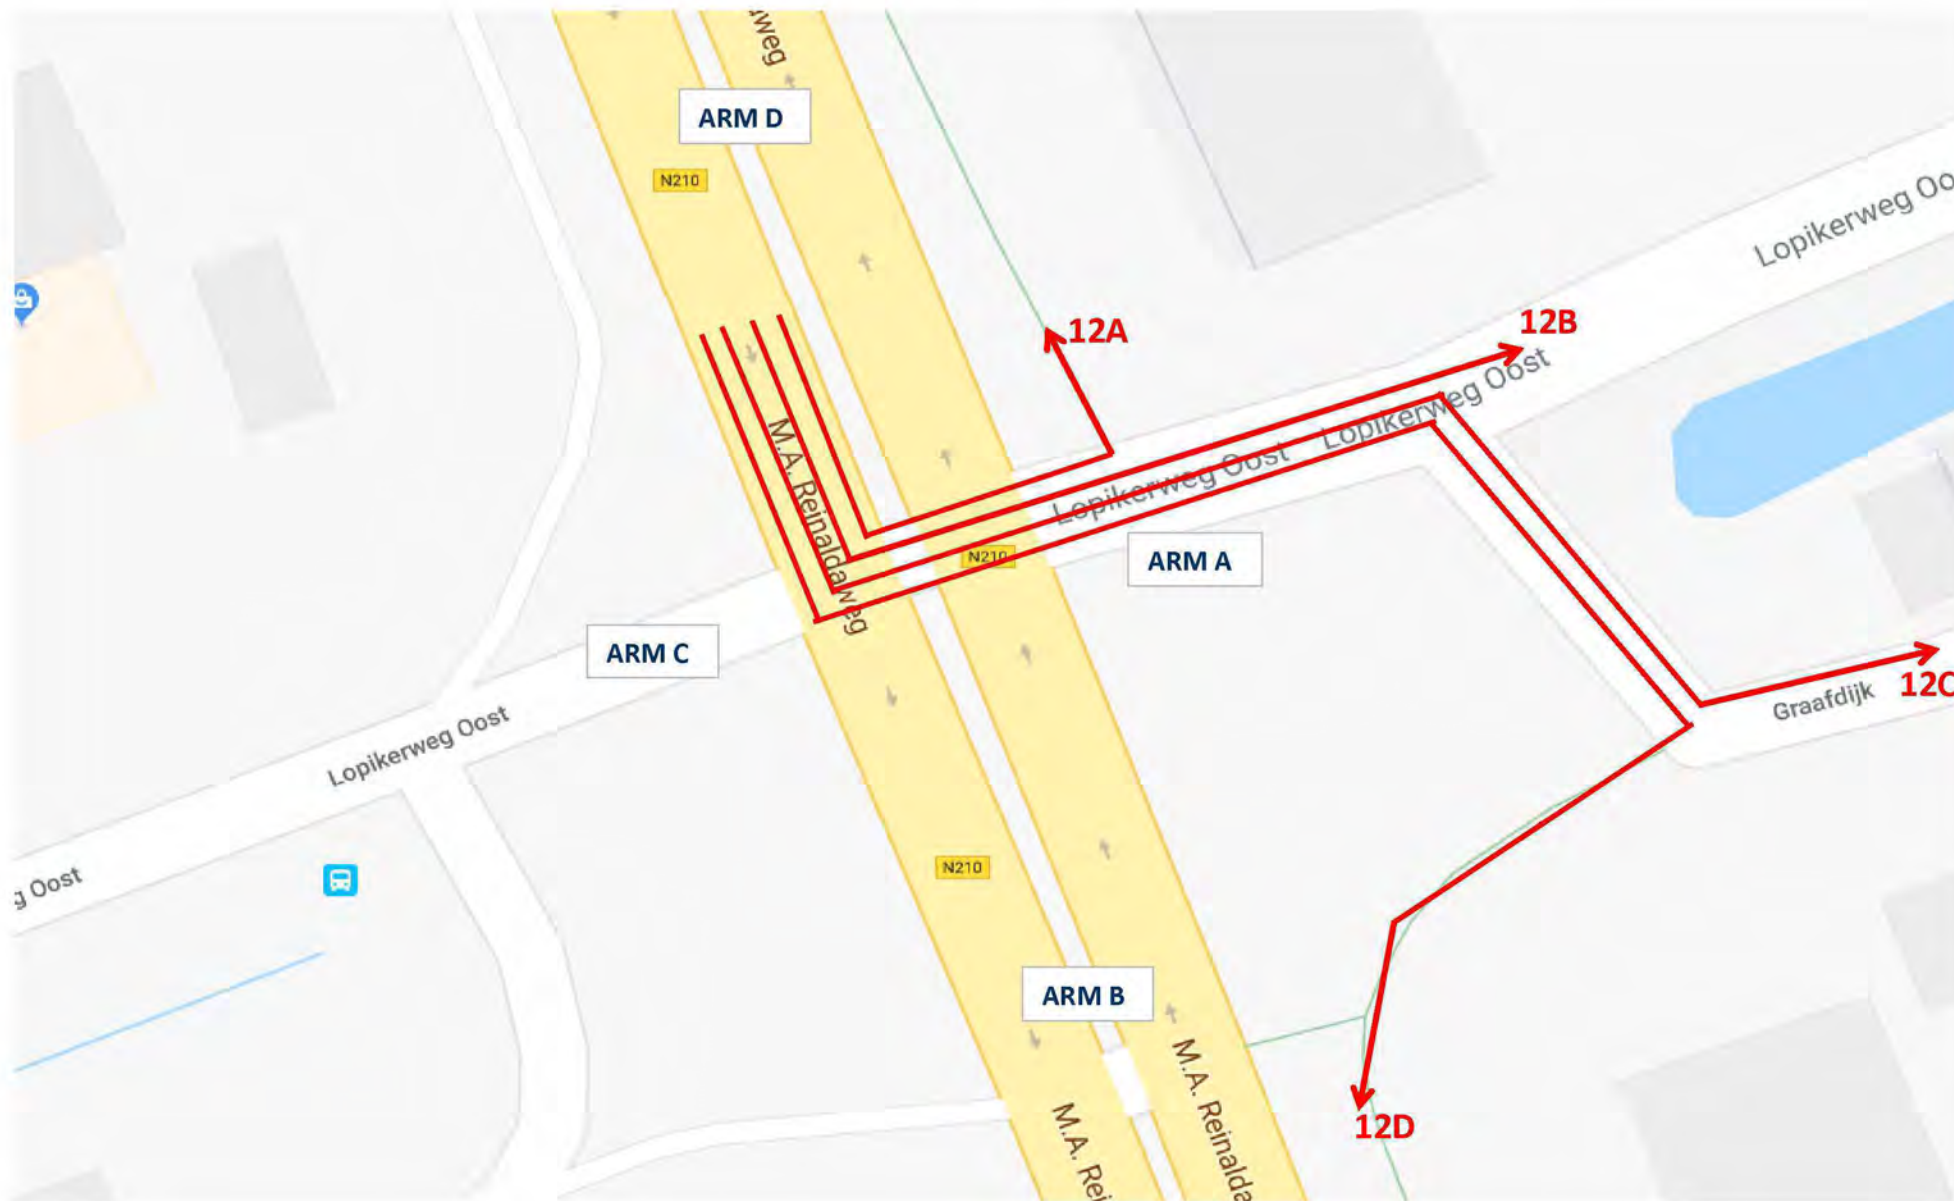 weg
ARM D
N210
Lopikerweg Oo
12A
12B
M.A. Reinaldaweg
Lopikerweg Oost
Lopikerweg Oost
N210
ARM A
ARM C
12C
Graafdijk
Lopikerweg Oost
N210
g Oost
ARM B
M.A. Reinalda
M.A. Rei
12D